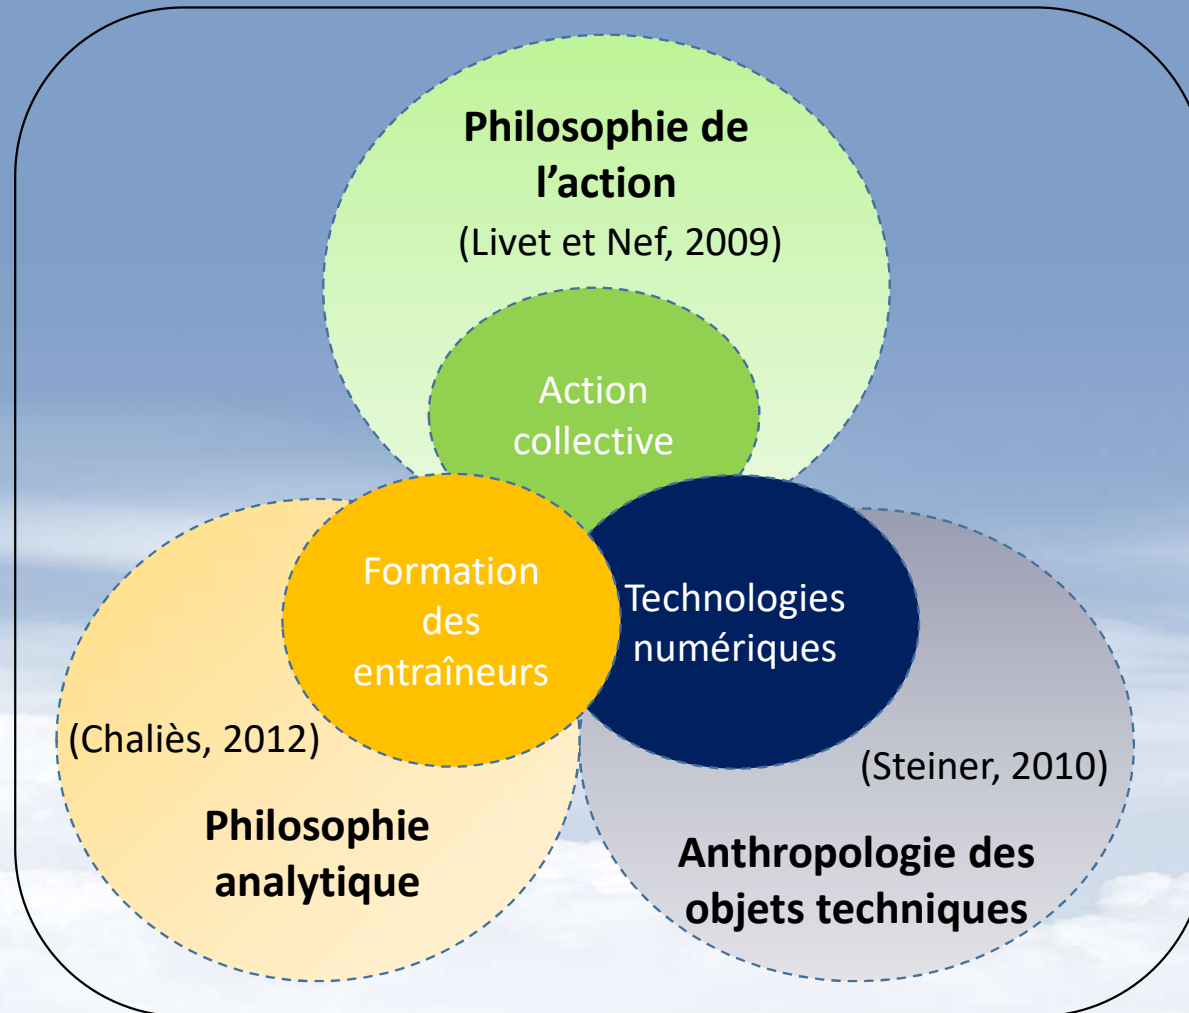 Philosophie de
l’action
(Livet et Nef, 2009)
Action
collective
Formation
des
entraîneurs
Technologies
numériques
(Chaliès, 2012)
Philosophie
analytique
(Steiner, 2010)
Anthropologie des
objets techniques